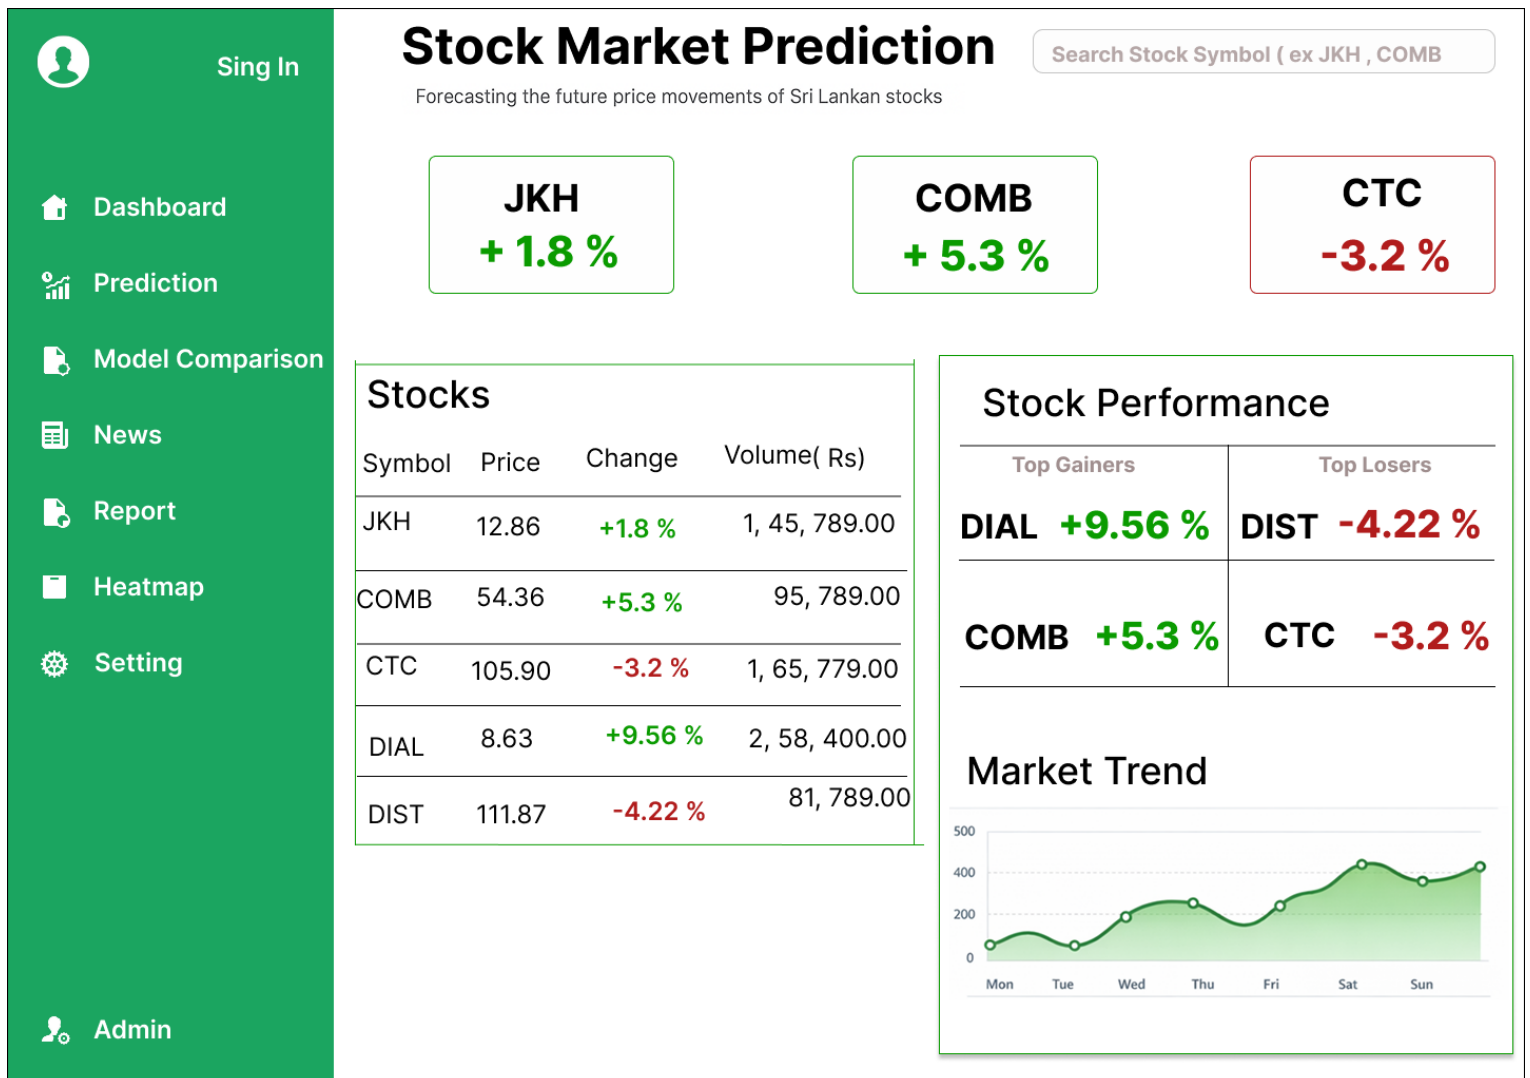 Sing In
Dashboard
Prediction
Model Comparison
News
Report
Heatmap
Setting
Admin
Stock Market Prediction
Forecasting the future price movements of Sri Lankan stocks
Search Stock Symbol ( ex JKH , COMB
JKH
+ 1.8 %
COMB
+ 5.3 %
CTC
-3.2 %
Stocks
Symbol Price Change Volume( Rs)
JKH 12.86 +1.8 % 1, 45, 789.00
COMB 54.36 +5.3 % 95, 789.00
CTC 105.90 -3.2 % 1, 65, 779.00
DIAL 8.63 +9.56 % 2, 58, 400.00
DIST 111.87 -4.22 % 81, 789.00
Stock Performance
Top Gainers Top Losers
DIAL +9.56 % DIST -4.22 %
COMB +5.3 % CTC -3.2 %
Market Trend
500
400
200
0
Mon Tue Wed Thu Fri Sat Sun